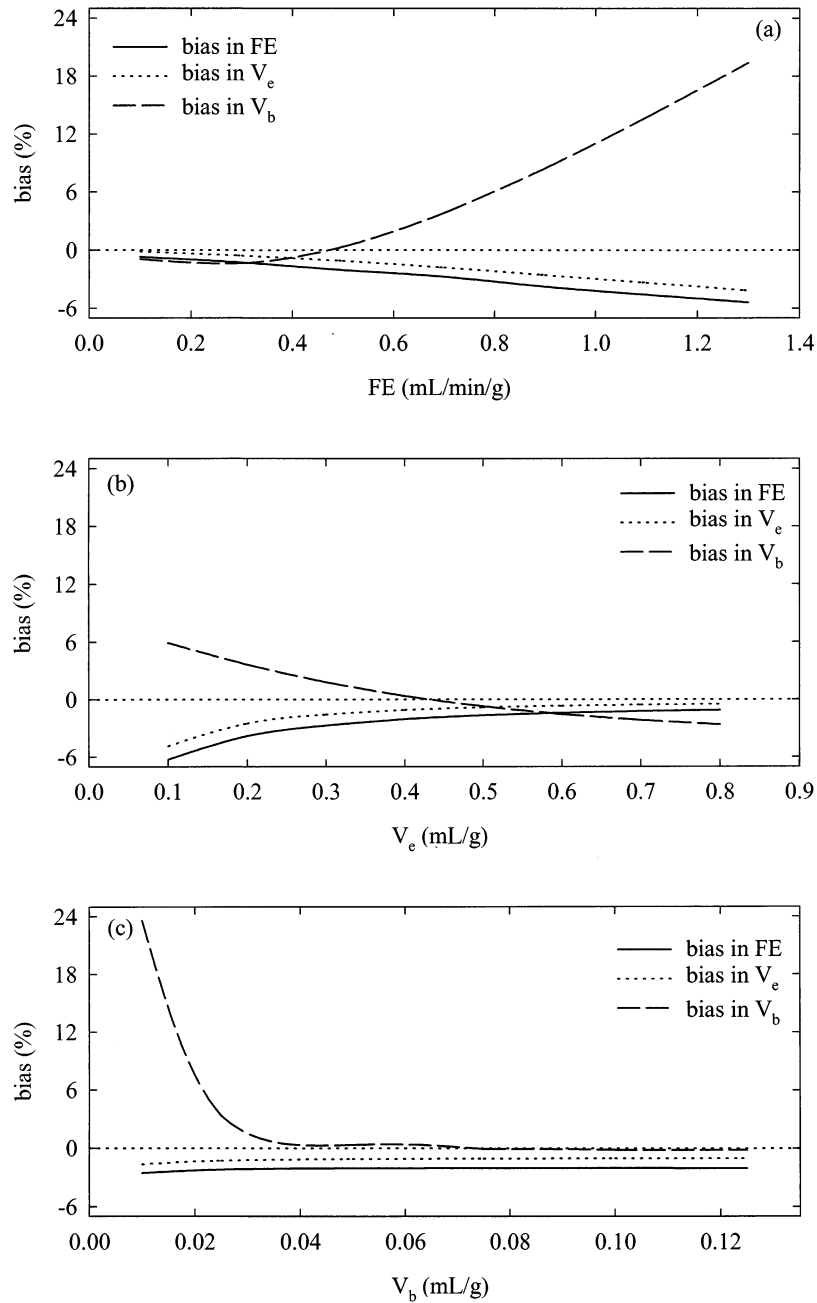 24
(a)
bias in FE
18
bias in Ve
bias in Vb
12
bias (%)
6
0
-6
0.0 0.2 0.4 0.6 0.8 1.0 1.2 1.4
FE (mL/min/g)
24
(b)
bias in FE
18
bias in Ve
bias in Vb
12
bias (%)
6
0
-6
0.0 0.1 0.2 0.3 0.4 0.5 0.6 0.7 0.8 0.9
Ve (mL/g)
24
(c)
bias in FE
18
bias in Ve
bias in Vb
12
bias (%)
6
0
-6
0.00 0.02 0.04 0.06 0.08 0.10 0.12
Vb (mL/g)